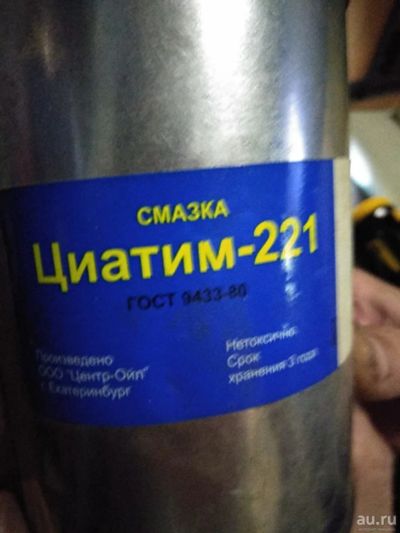 СМАЗКА
Циатим-221
ГОСТ 9433-80
Произведено
ООО "Центр-Ойл"
г. Екатеринбург
Нетоксично
Срок
хранения 3 года
au.ru